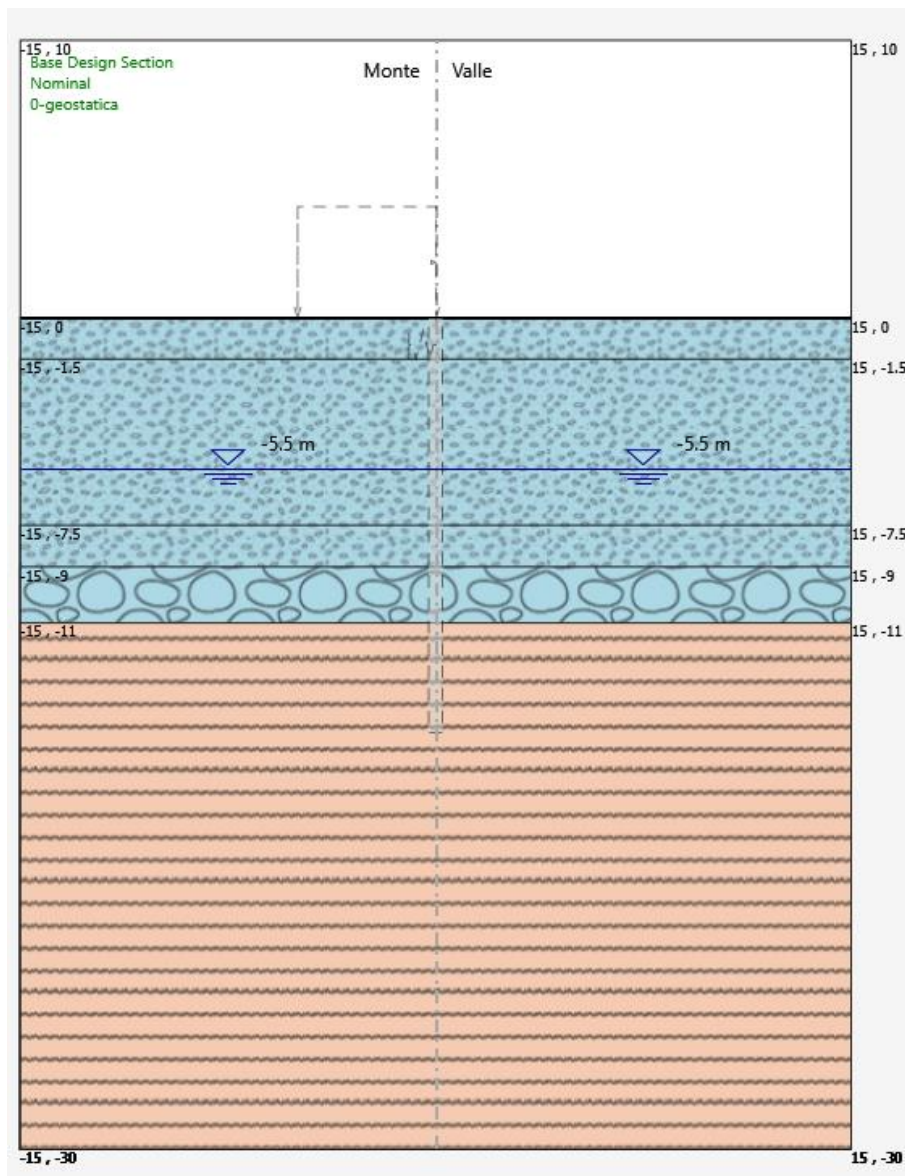 -15 , 10
15 , 10
Base Design Section
Nominal
0-geostatica
Monte
Valle
-15 , 0
15 , 0
-15 , -1.5
15 , -1.5
-5.5 m
-5.5 m
-15 , -7.5
15 , -7.5
-15 , -9
15 , -9
-15 , -11
15 , -11
-15 , -30
15 , -30